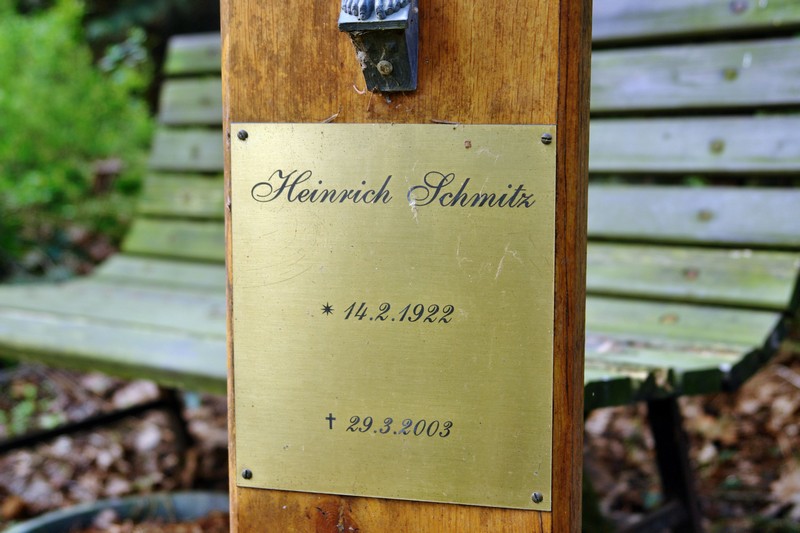 Heinrich Schmitz
* 14.2.1922
† 29.3.2003